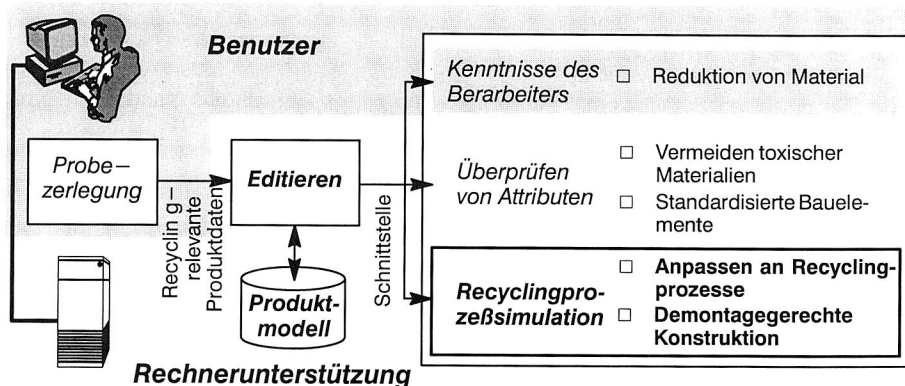 Benutzer
Kenntnisse des
Berarbeiters
□ Reduktion von Material
Probe–
zerlegung
Recyclin g–
relevante
Produktdaten
Editieren
Schnittstelle
Überprüfen
von Attributen
□ Vermeiden toxischer
Materialien
□ Standardisierte Bauele-
mente
Produkt-
modell
Recyclingpro-
zeßsimulation
□ Anpassen an Recycling-
prozesse
□ Demontagegerechte
Konstruktion
Rechnerunterstützung